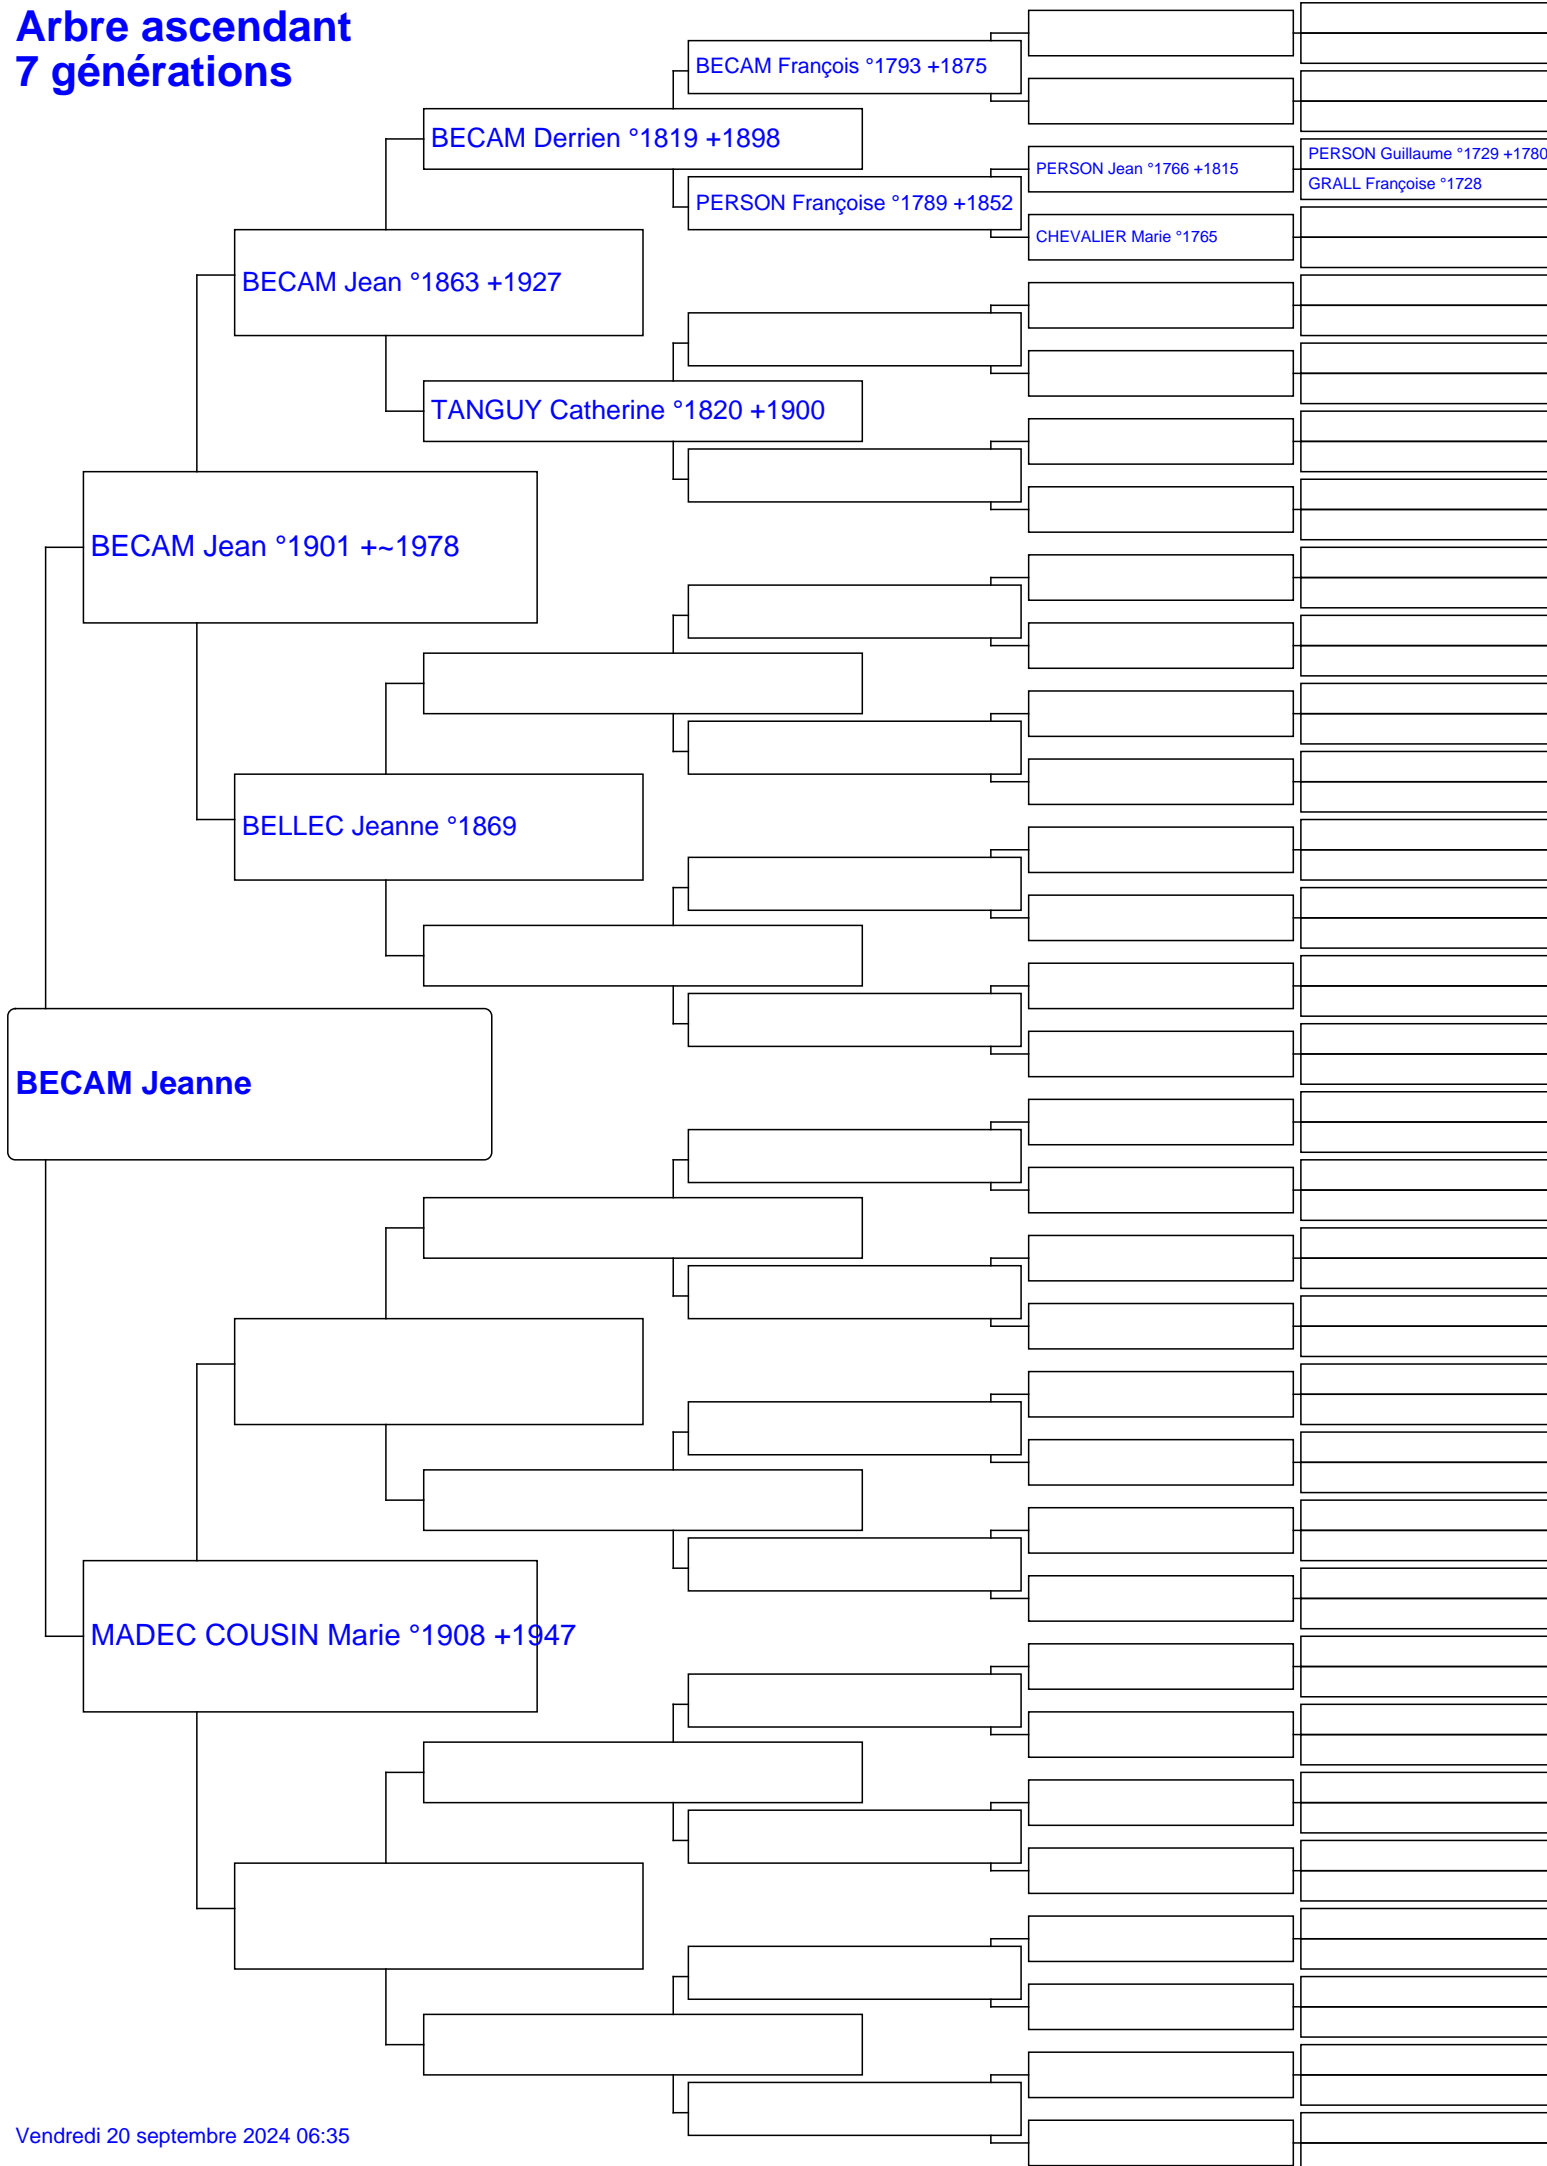 Arbre ascendant
7 générations
BECAM François °1793 +1875
BECAM Derrien °1819 +1898
PERSON Guillaume °1729 +1780
PERSON Jean °1766 +1815
GRALL Françoise °1728
PERSON Françoise °1789 +1852
CHEVALIER Marie °1765
BECAM Jean °1863 +1927
TANGUY Catherine °1820 +1900
BECAM Jean °1901 +~1978
BELLEC Jeanne °1869
BECAM Jeanne
MADEC COUSIN Marie °1908 +1947
Vendredi 20 septembre 2024 06:35